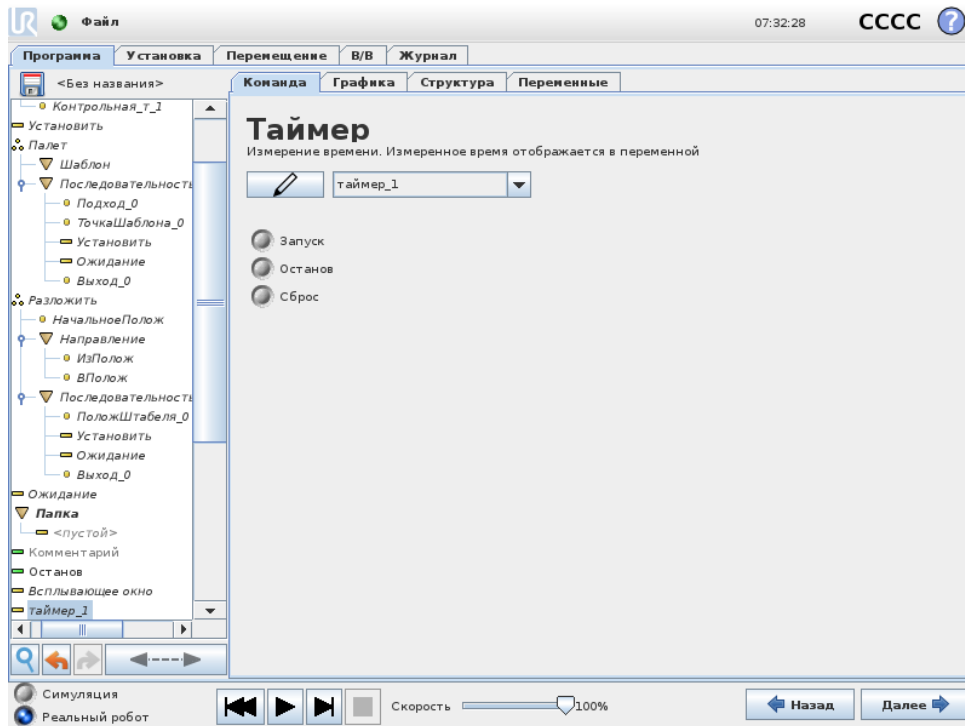 Файл
07:32:28
CCCC
?
Программа
Установка
Перемещение
В/В
Журнал
<Без названия>
Команда
Графика
Структура
Переменные
Контрольная_т_1
Установить
Палет
Шаблон
Последовательность
Подход_0
ТочкаШаблона_0
Установить
Ожидание
Выход_0
Разложить
НачальноеПолож
Направление
ИзПолож
ВПолож
Последовательность
ПоложШтабеля_0
Установить
Ожидание
Выход_0
Ожидание
Папка
<пустой>
Комментарий
Останов
Всплывающее окно
таймер_1
Таймер
Измерение времени. Измеренное время отображается в переменной
таймер_1
Запуск
Останов
Сброс
Симуляция
Реальный робот
Скорость
100%
Назад
Далее